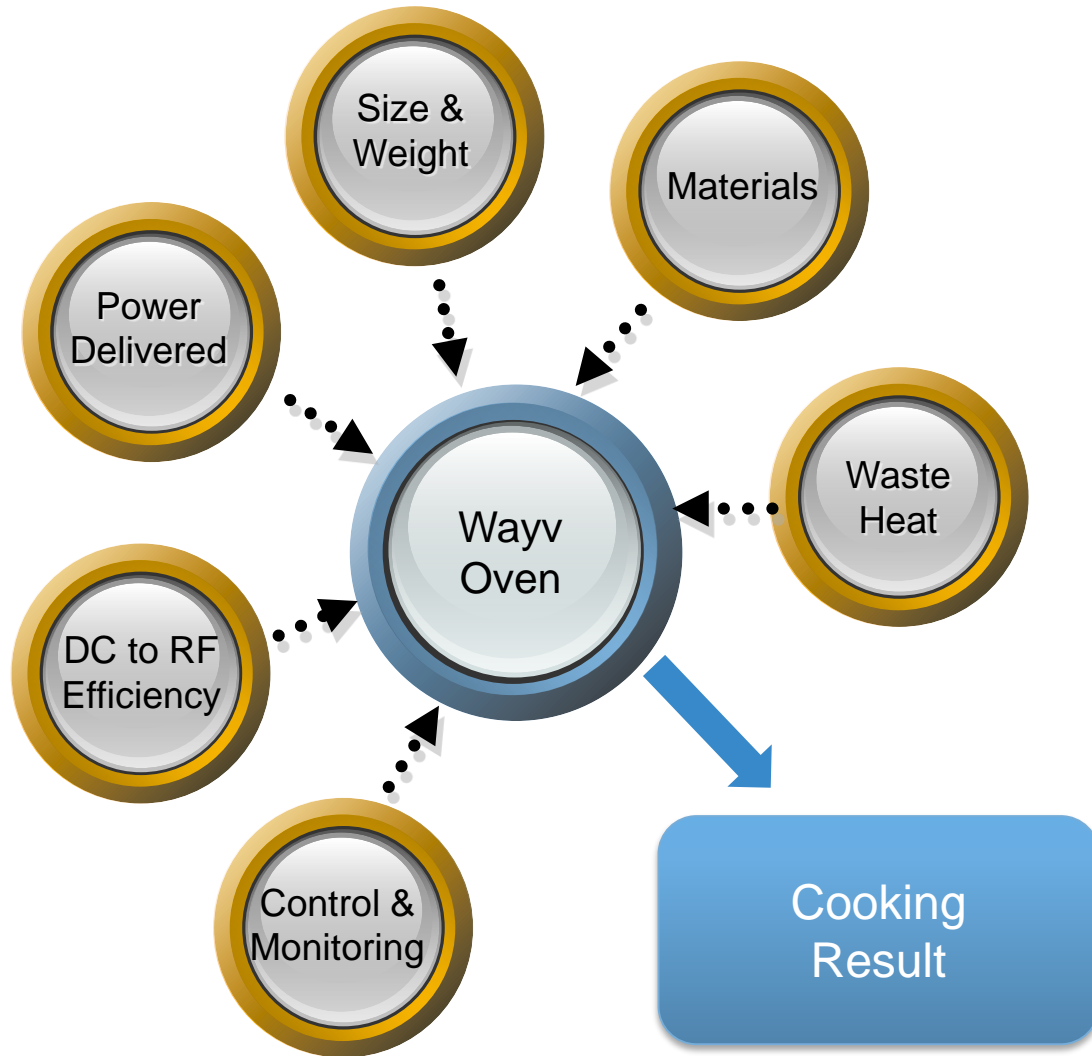 Size &
Weight
Materials
Power
Delivered
Waste
Heat
Wayv
Oven
DC to RF
Efficiency
Control &
Monitoring
Cooking
Result